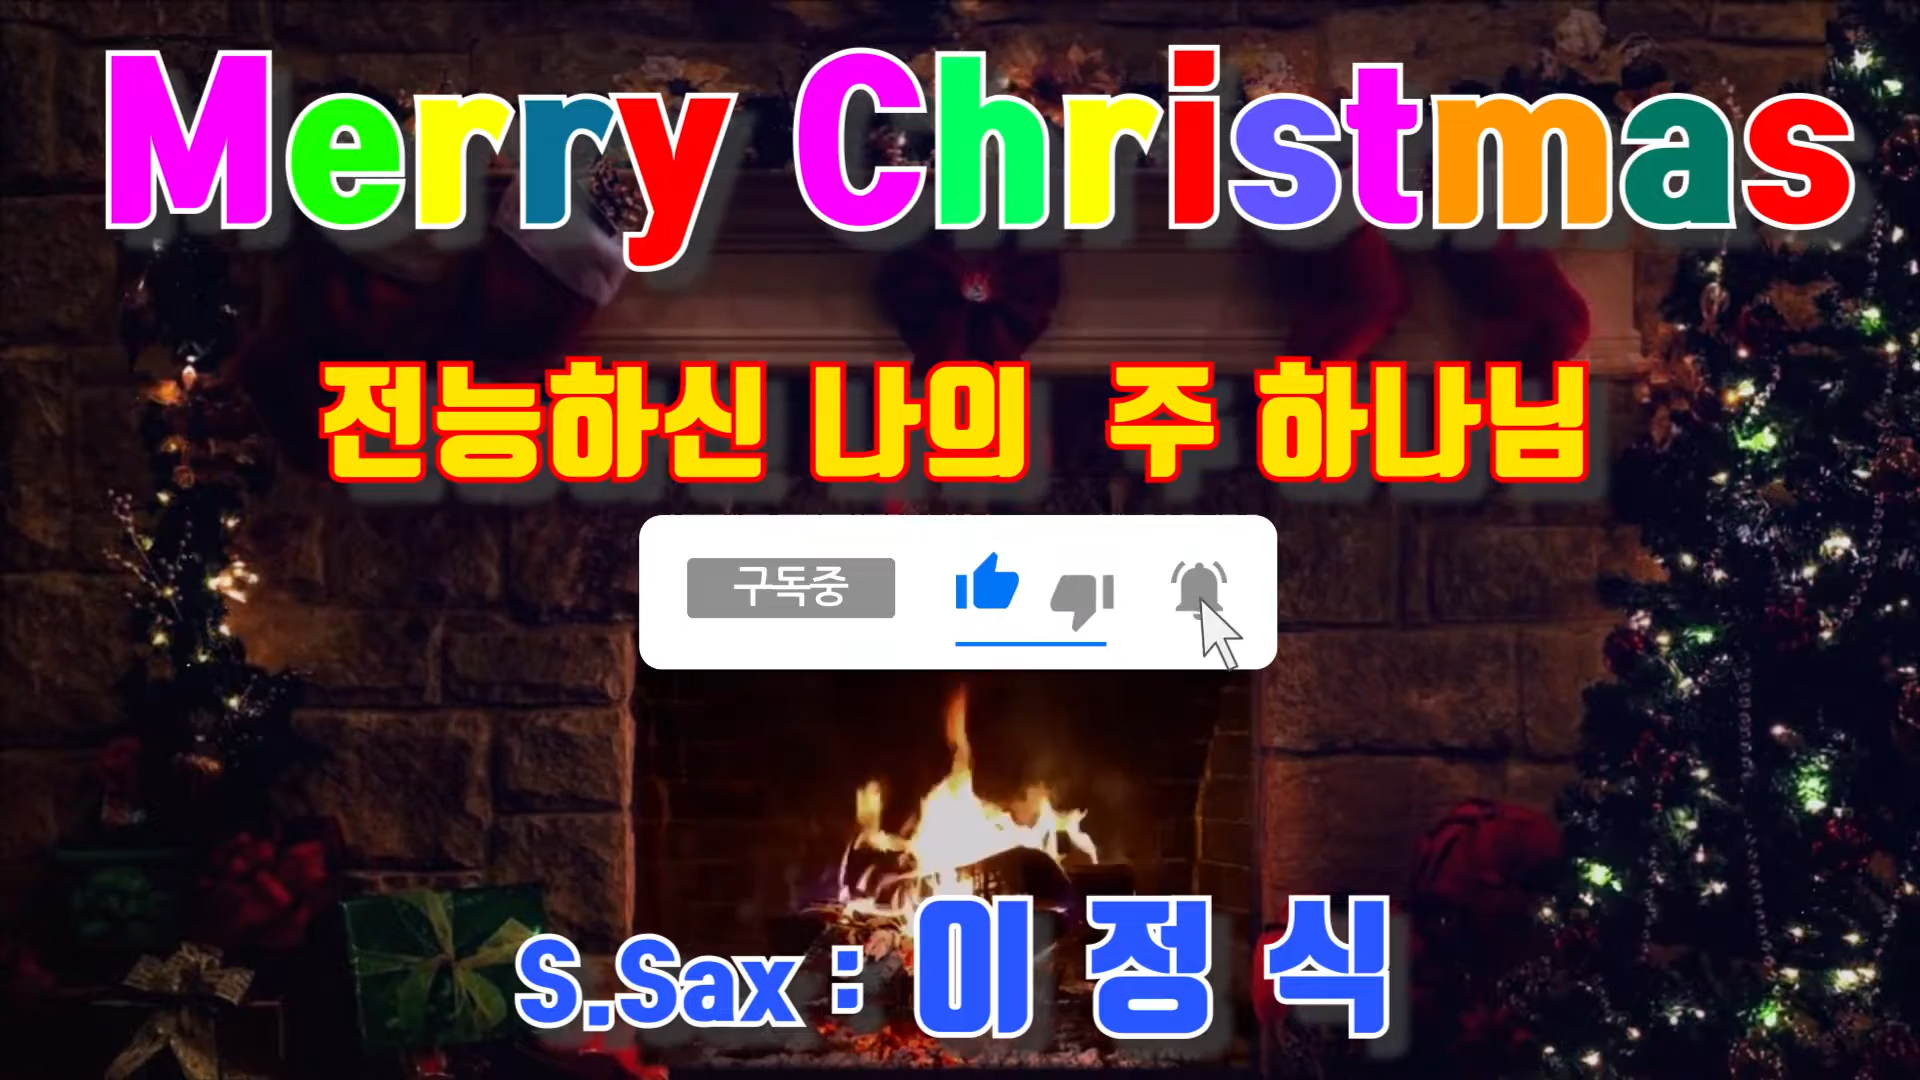 Merry Christmas
전능하신 나의 주 하나님
구독중
S.Sax : 이 정 식